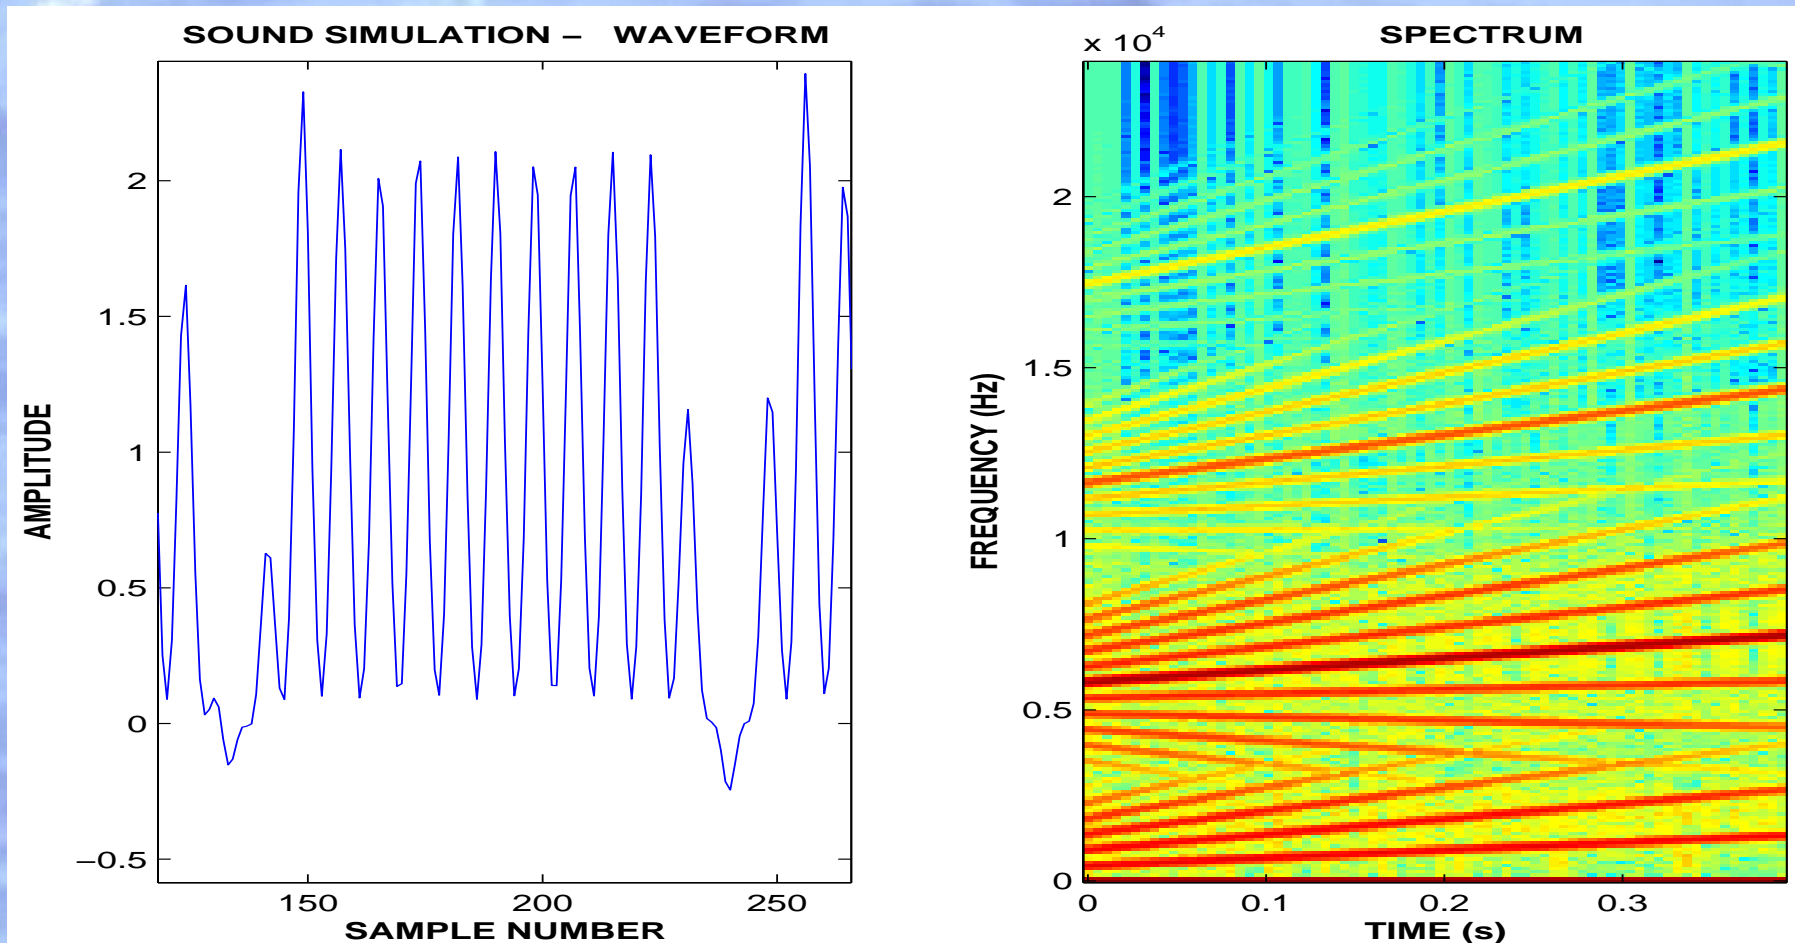 SOUND SIMULATION – WAVEFORM
2
1.5
1
0.5
0
−0.5
AMPLITUDE
150 200 250
SAMPLE NUMBER
x 10⁴ SPECTRUM
2
1.5
1
0.5
0
FREQUENCY (Hz)
0 0.1 0.2 0.3
TIME (s)